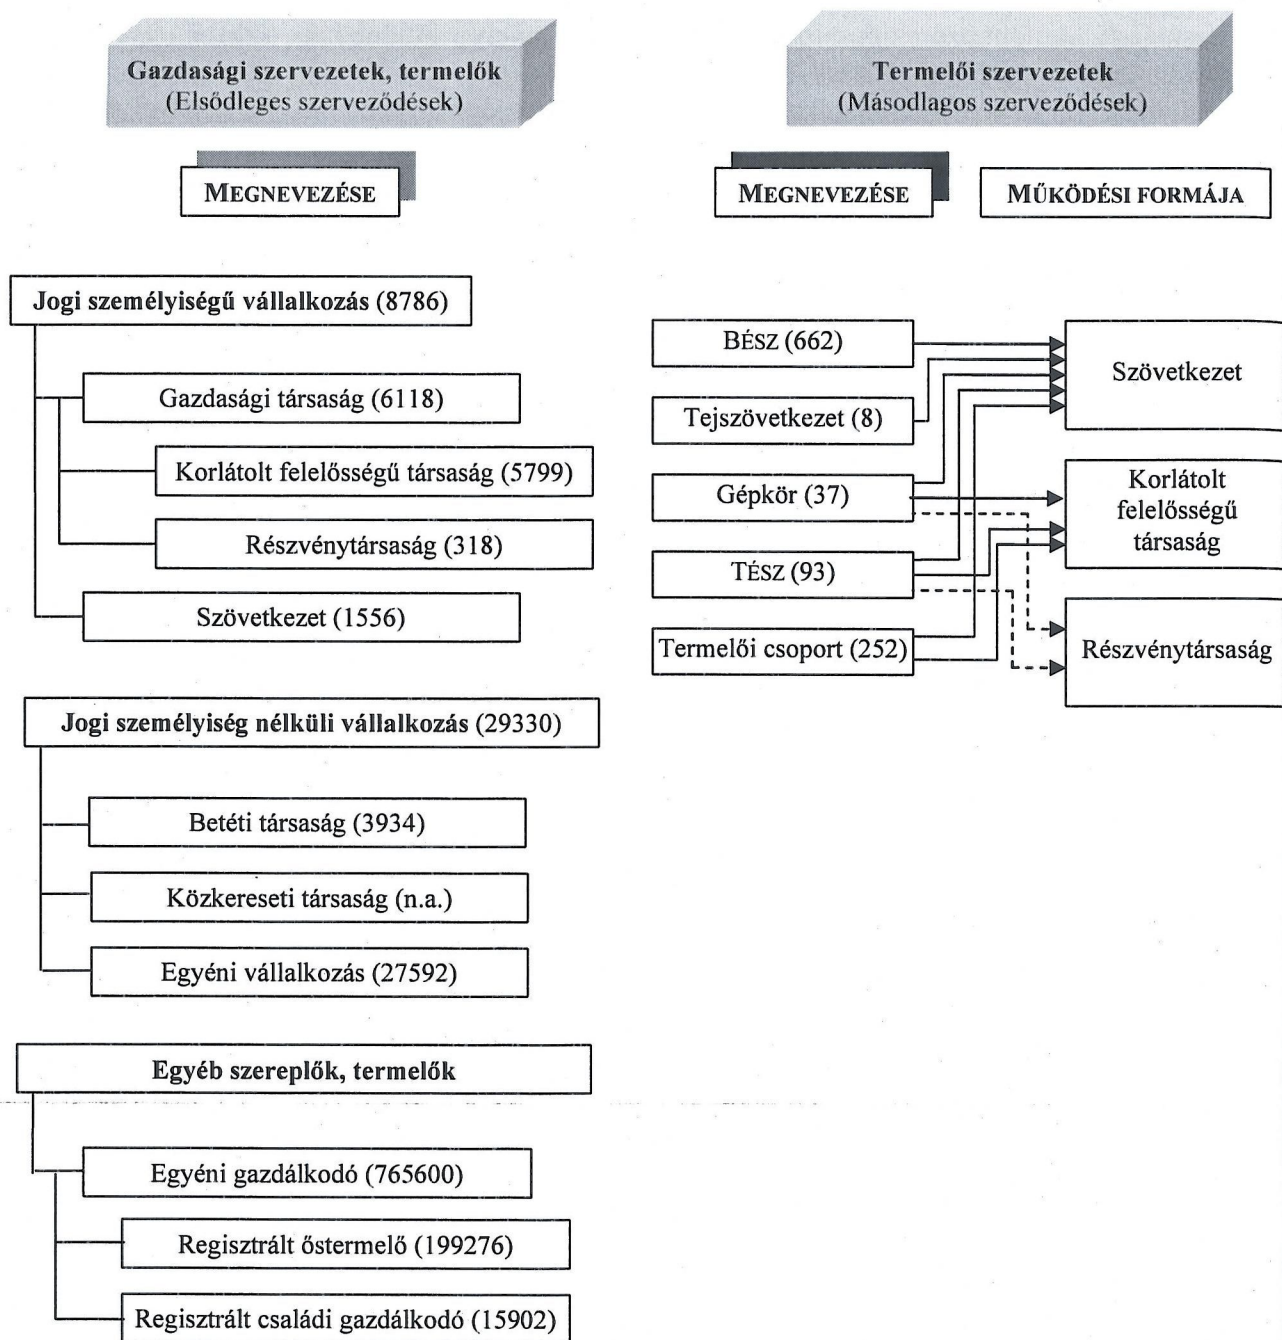 Gazdasági szervezetek, termelők
(Elsődleges szerveződések)
MEGNEVEZÉSE
Jogi személyiségű vállalkozás (8786)
Gazdasági társaság (6118)
Korlátolt felelősségű társaság (5799)
Részvénytársaság (318)
Szövetkezet (1556)
Jogi személyiség nélküli vállalkozás (29330)
Betéti társaság (3934)
Közkereseti társaság (n.a.)
Egyéni vállalkozás (27592)
Egyéb szereplők, termelők
Egyéni gazdálkodó (765600)
Regisztrált őstermelő (199276)
Regisztrált családi gazdálkodó (15902)
Termelői szervezetek
(Másodlagos szerveződések)
MEGNEVEZÉSE
MŰKÖDÉSI FORMÁJA
BÉSZ (662)
Tejszövetkezet (8)
Gépkör (37)
TÉSZ (93)
Termelői csoport (252)
Szövetkezet
Korlátolt
felelősségű
társaság
Részvénytársaság